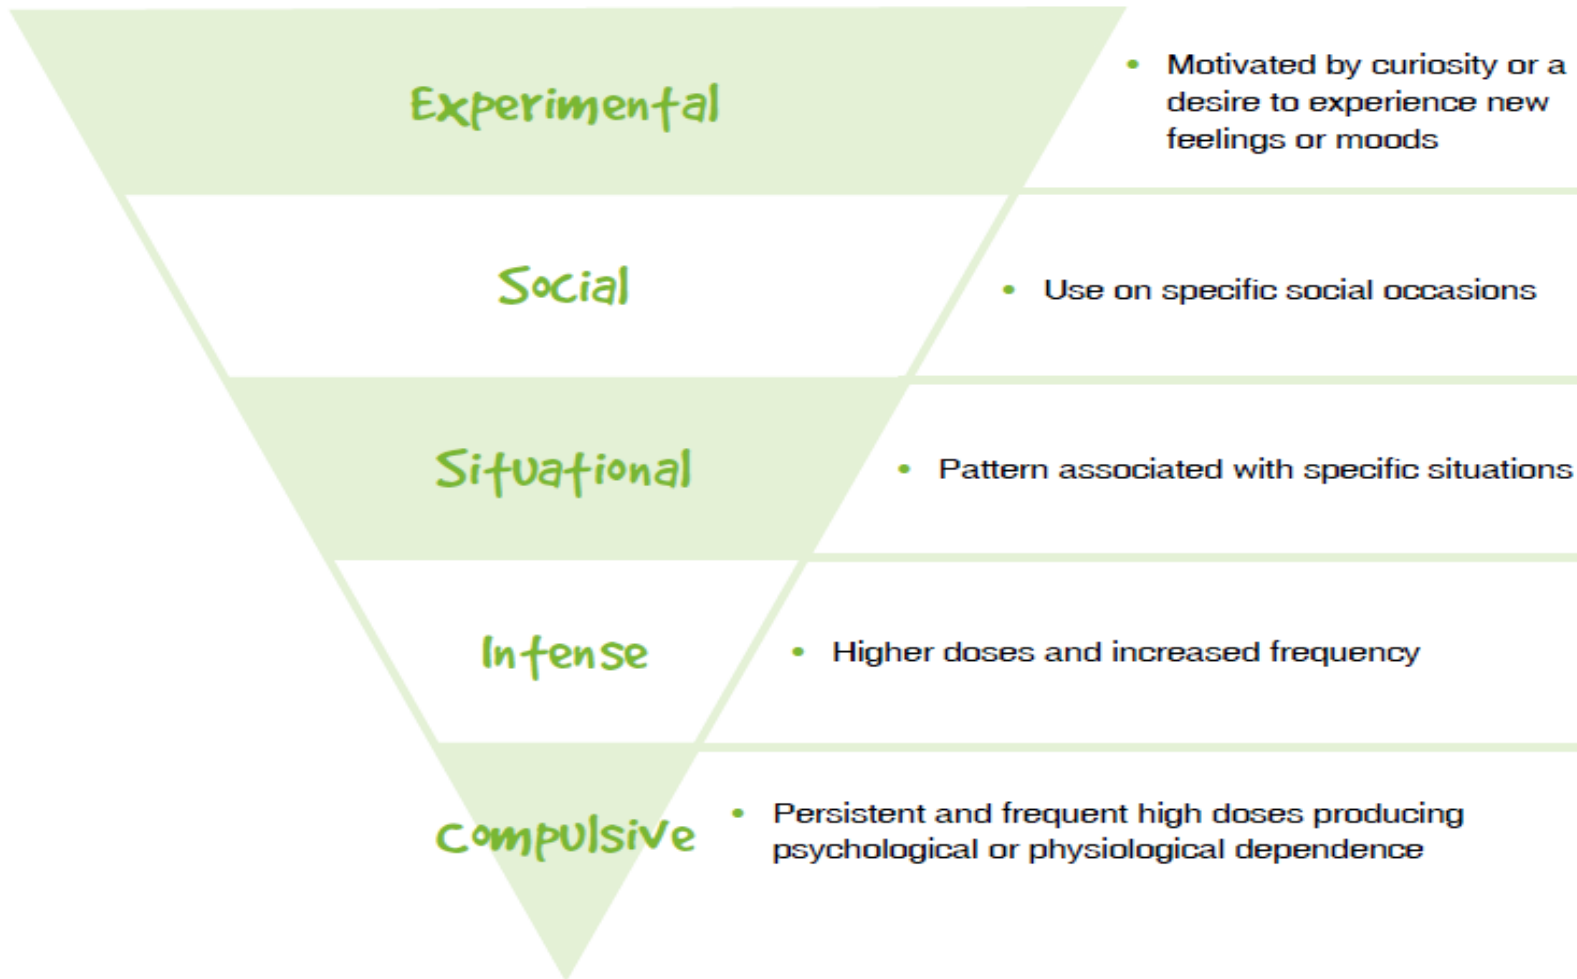 Experimental
• Motivated by curiosity or a
desire to experience new
feelings or moods
Social
• Use on specific social occasions
Situational
• Pattern associated with specific situations
Intense
• Higher doses and increased frequency
Compulsive
• Persistent and frequent high doses producing
psychological or physiological dependence